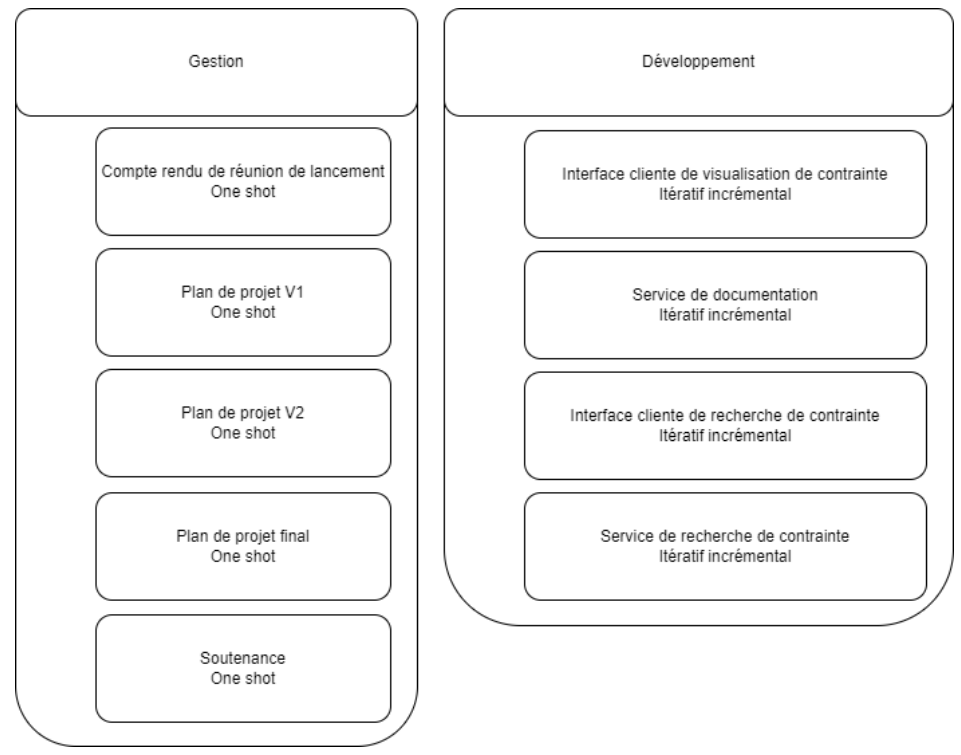 Gestion
Compte rendu de réunion de lancement
One shot
Plan de projet V1
One shot
Plan de projet V2
One shot
Plan de projet final
One shot
Soutenance
One shot
Développement
Interface cliente de visualisation de contrainte
Itératif incrémental
Service de documentation
Itératif incrémental
Interface cliente de recherche de contrainte
Itératif incrémental
Service de recherche de contrainte
Itératif incrémental